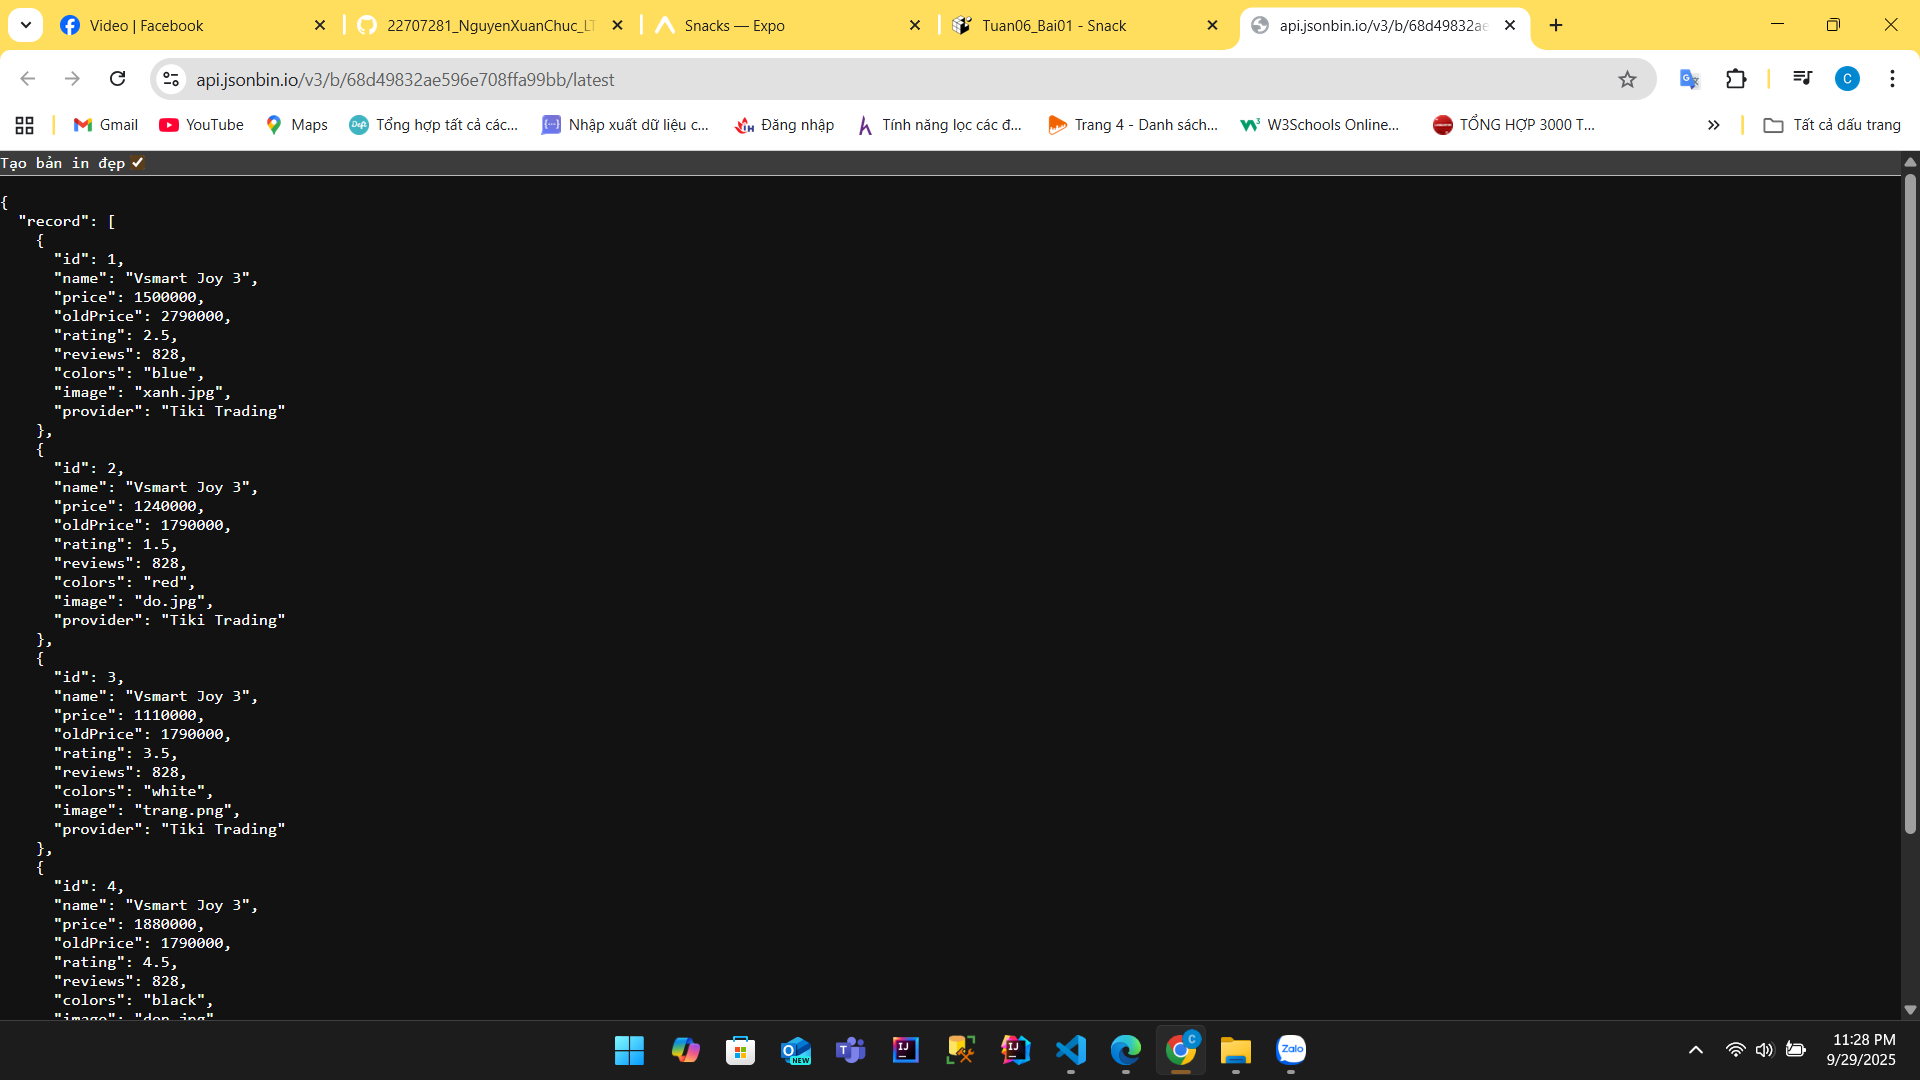 Video | Facebook
22707281_NguyenXuanChuc_LT
Snacks — Expo
Tuan06_Bai01 - Snack
api.jsonbin.io/v3/b/68d49832ae
api.jsonbin.io/v3/b/68d49832ae596e708ffa99bb/latest
C
Gmail
YouTube
Maps
Tổng hợp tất cả các...
Nhập xuất dữ liệu c...
Đăng nhập
Tính năng lọc các đ...
Trang 4 - Danh sách...
W3Schools Online...
TỔNG HỢP 3000 T...
Tất cả dấu trang
Tạo bản in đẹp
{
"record": [
{
"id": 1,
"name": "Vsmart Joy 3",
"price": 1500000,
"oldPrice": 2790000,
"rating": 2.5,
"reviews": 828,
"colors": "blue",
"image": "xanh.jpg",
"provider": "Tiki Trading"
},
{
"id": 2,
"name": "Vsmart Joy 3",
"price": 1240000,
"oldPrice": 1790000,
"rating": 1.5,
"reviews": 828,
"colors": "red",
"image": "do.jpg",
"provider": "Tiki Trading"
},
{
"id": 3,
"name": "Vsmart Joy 3",
"price": 1110000,
"oldPrice": 1790000,
"rating": 3.5,
"reviews": 828,
"colors": "white",
"image": "trang.png",
"provider": "Tiki Trading"
},
{
"id": 4,
"name": "Vsmart Joy 3",
"price": 1880000,
"oldPrice": 1790000,
"rating": 4.5,
"reviews": 828,
"colors": "black",
"image": "den.jpg"
NEW
IJ
IJ
C
Zalo
11:28 PM
9/29/2025